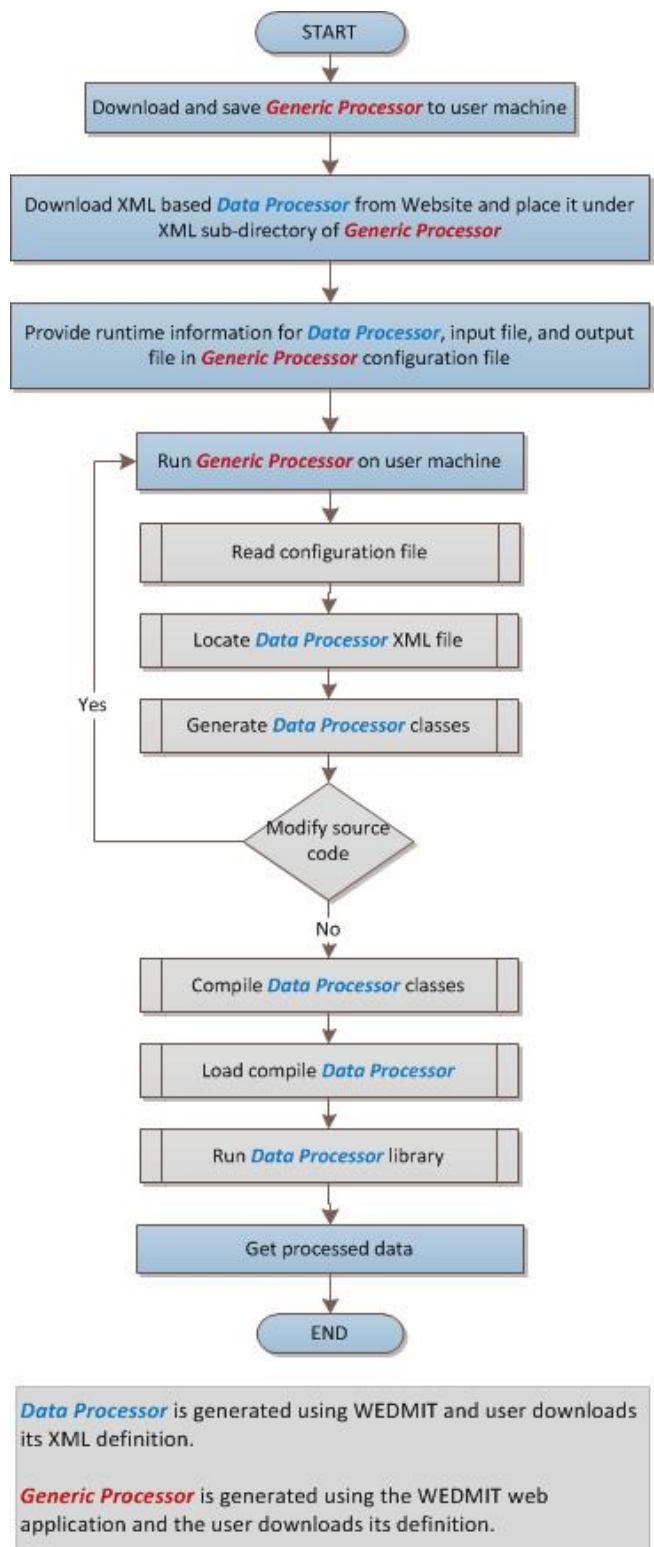 START
Download and save Generic Processor to user machine
Download XML based Data Processor from Website and place it under
XML sub-directory of Generic Processor
Provide runtime information for Data Processor, input file, and output
file in Generic Processor configuration file
Run Generic Processor on user machine
Read configuration file
Locate Data Processor XML file
Yes
Generate Data Processor classes
Modify source
code
No
Compile Data Processor classes
Load compile Data Processor
Run Data Processor library
Get processed data
END
Data Processor is generated using WEDMIT and user downloads
its XML definition.
Generic Processor is generated using the WEDMIT web
application and the user downloads its definition.